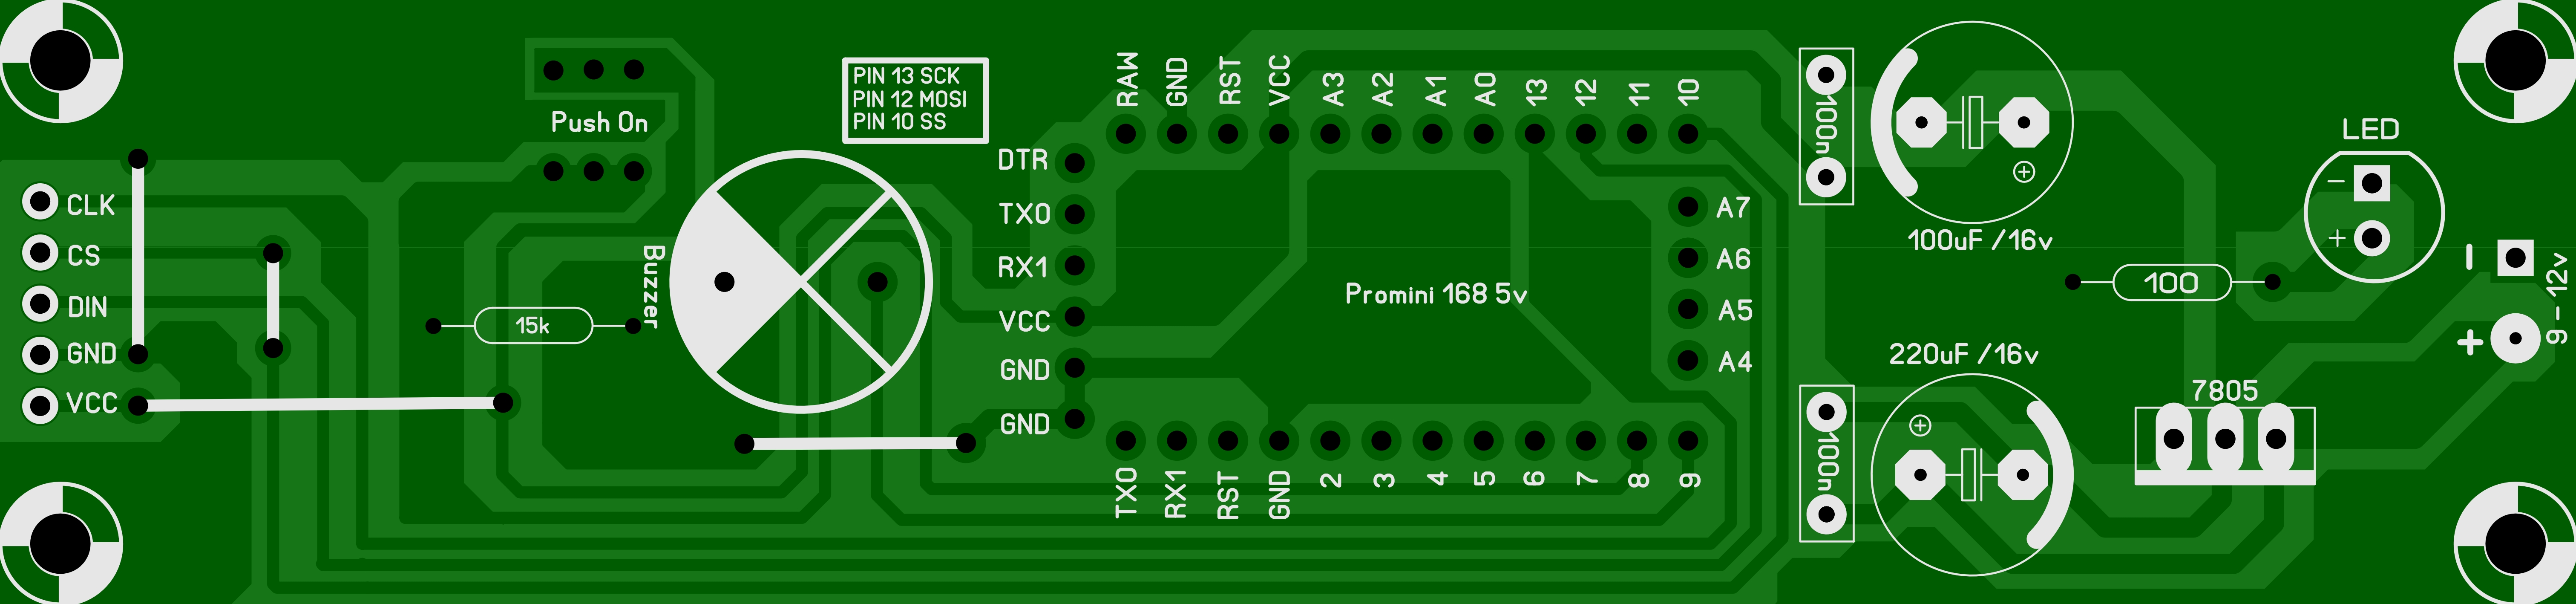 PIN 13 SCK
PIN 12 MOSI
PIN 10 SS
Push On
CLK
CS
DIN
GND
VCC
15k
Buzzer
DTR
TX0
RX1
VCC
GND
GND
RAW
GND
RST
VCC
A3
A2
A1
A0
13
12
11
10
A7
A6
A5
A4
Promini 168 5v
TX0
RX1
RST
GND
2
3
4
5
6
7
8
9
100n
100n
100uF /16v
220uF /16v
7805
100
LED
−
+
−
+
9 - 12v